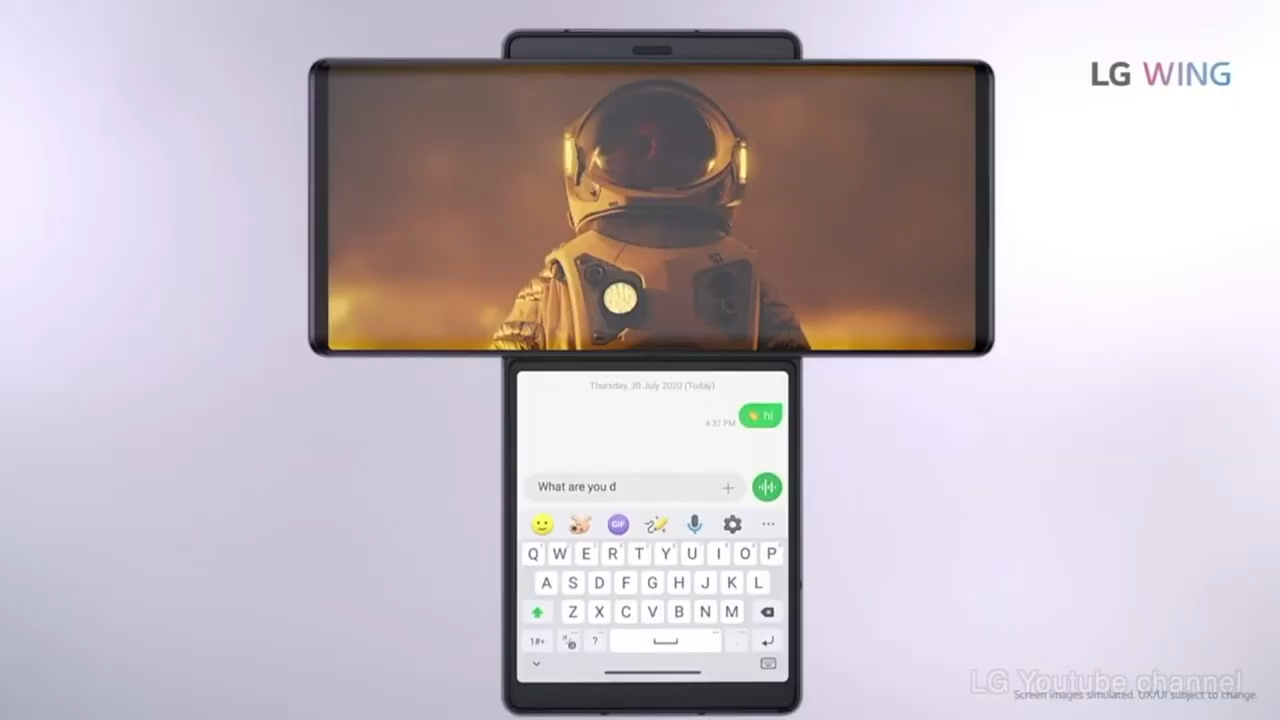 LG WING
Thursday, 30 July 2020 (Today)
hi
4:37 PM
What are you d
GIF
Q W E R T Y U I O P
A S D F G H J K L
Z X C V B N M
1#+ ? .
LG Youtube channel
Screen images simulated. UX/UI subject to change.